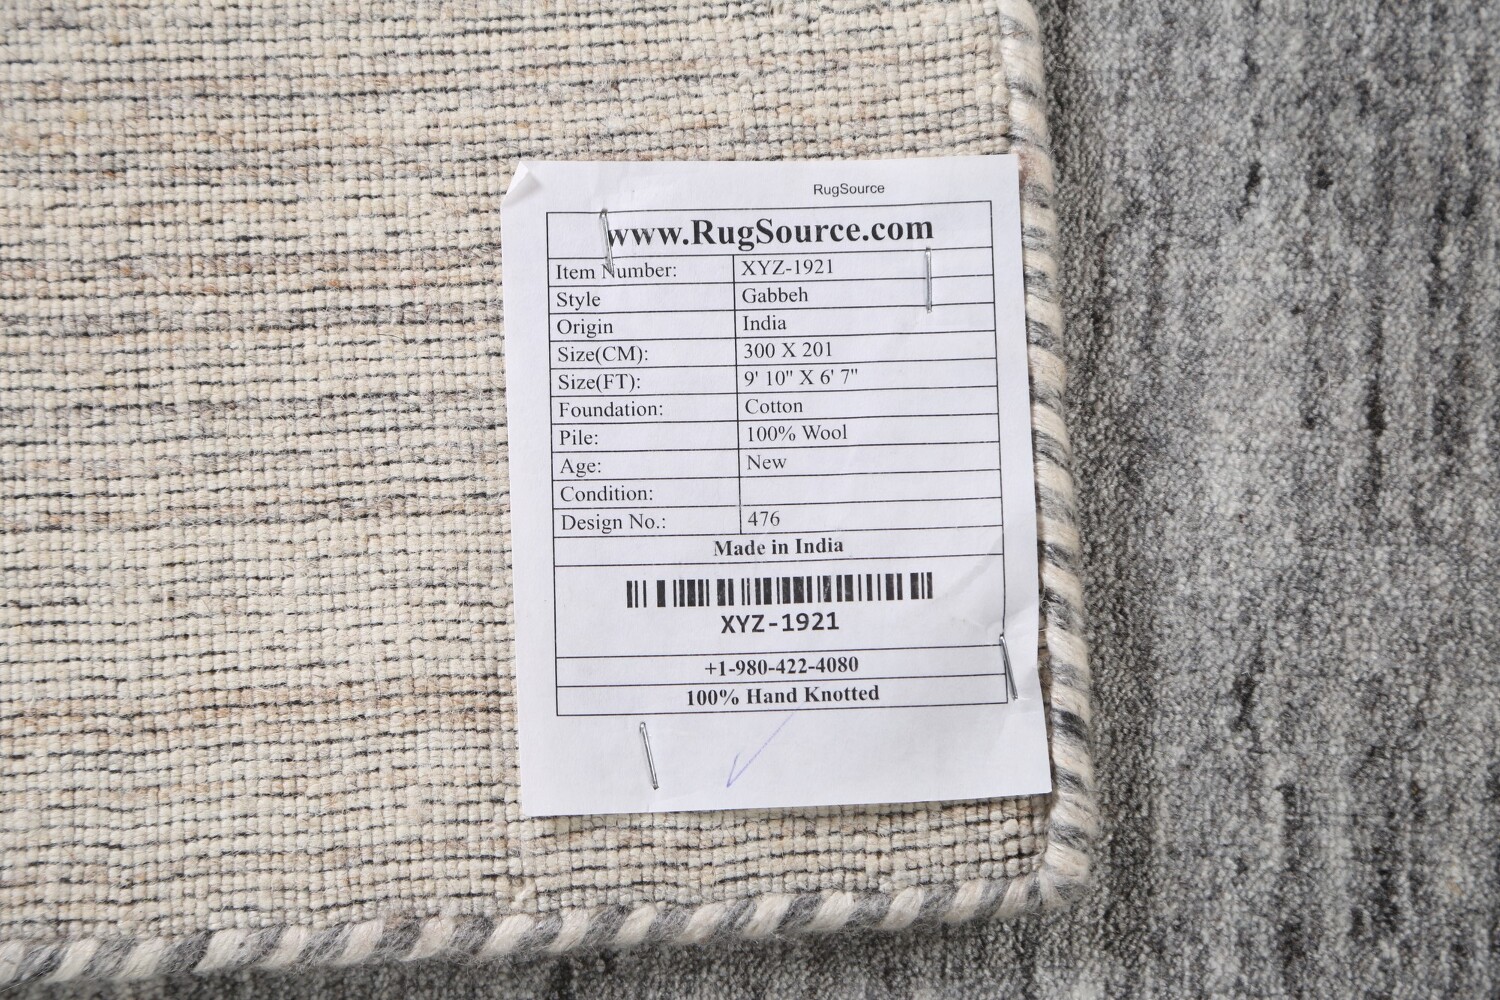 RugSource
www.RugSource.com
Item Number: XYZ-1921
Style Gabbeh
Origin India
Size(CM): 300 X 201
Size(FT): 9' 10" X 6' 7"
Foundation: Cotton
Pile: 100% Wool
Age: New
Condition:
Design No.: 476
Made in India
XYZ-1921
+1-980-422-4080
100% Hand Knotted